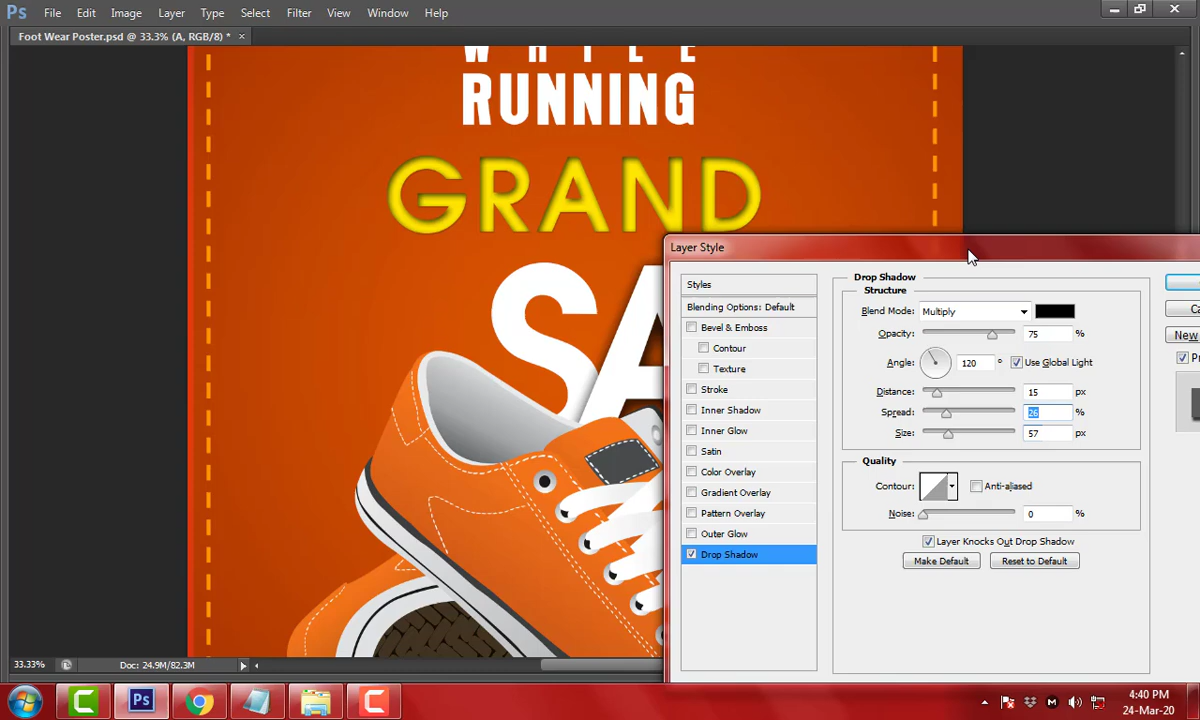 Ps File Edit Image Layer Type Select Filter View Window Help
Foot Wear Poster.psd @ 33.3% (A, RGB/8) * ×
RUNNING
GRAND
SA
Layer Style
Styles
Blending Options: Default
Bevel & Emboss
Contour
Texture
Stroke
Inner Shadow
Inner Glow
Satin
Color Overlay
Gradient Overlay
Pattern Overlay
Outer Glow
Drop Shadow
Drop Shadow
Structure
Blend Mode: Multiply
Opacity: 75 %
Angle: 120 ° Use Global Light
Distance: 15 px
Spread: 26 %
Size: 57 px
Quality
Contour: Anti-aliased
Noise: 0 %
Layer Knocks Out Drop Shadow
Make Default Reset to Default
Ca
New
P
33.33% Doc: 24.9M/82.3M
Ps
4:40 PM
24-Mar-20